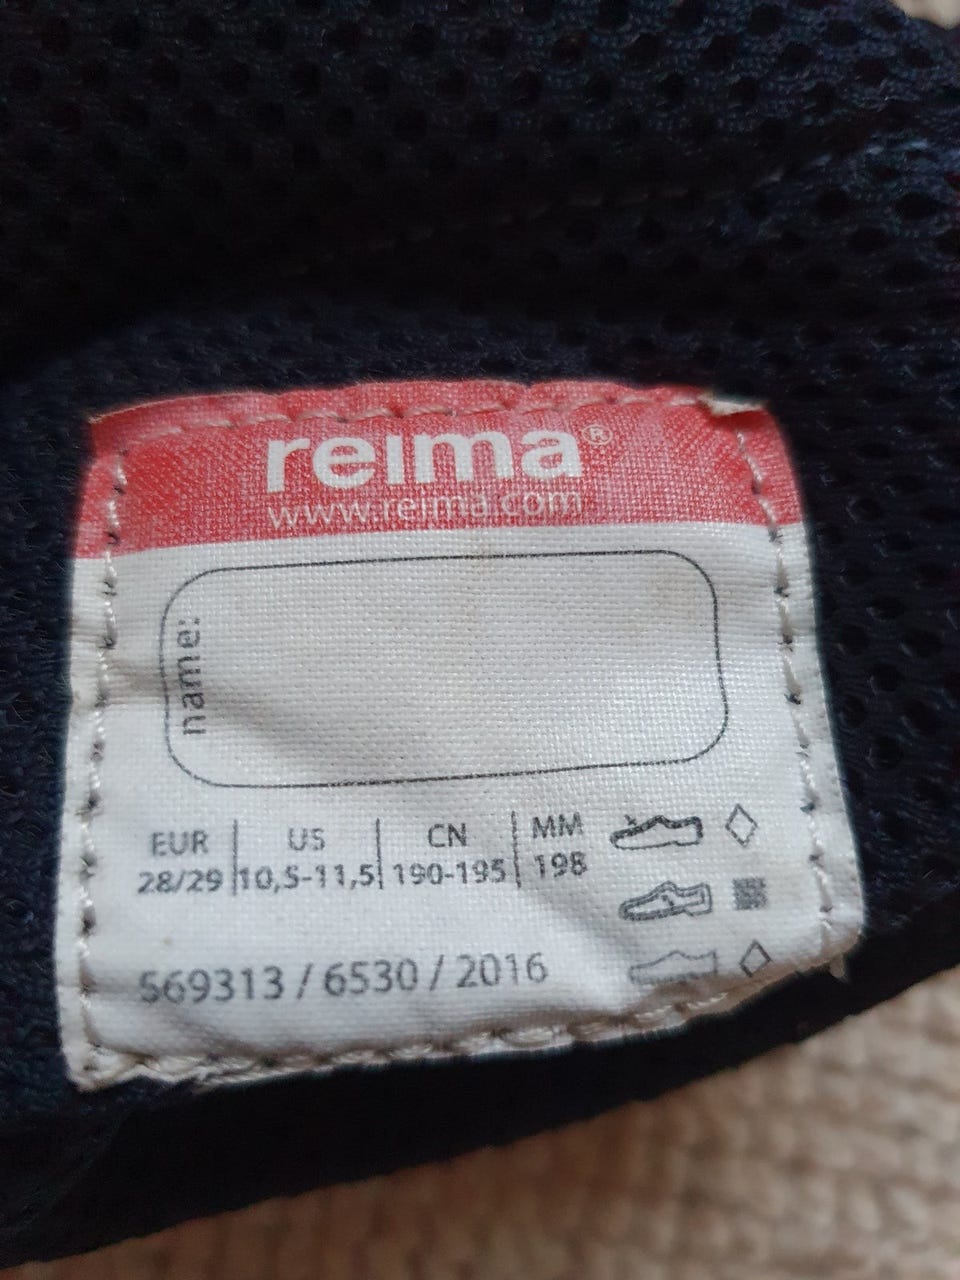 reima®
www.reima.com
name:
EUR US CN MM
28/29 10,5-11,5 190-195 198
569313 / 6530 / 2016